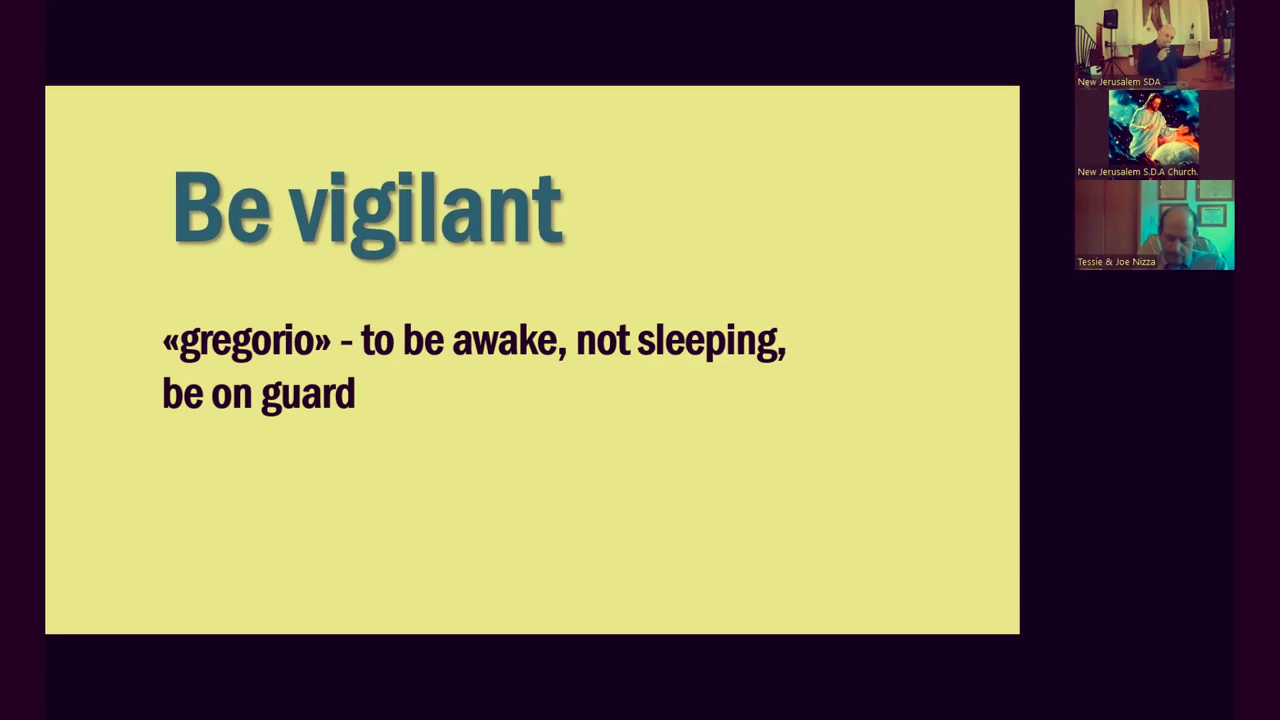 Be vigilant
«gregorio» - to be awake, not sleeping,
be on guard
New Jerusalem SDA
New Jerusalem S.D.A Church.
Tessie & Joe Nizza